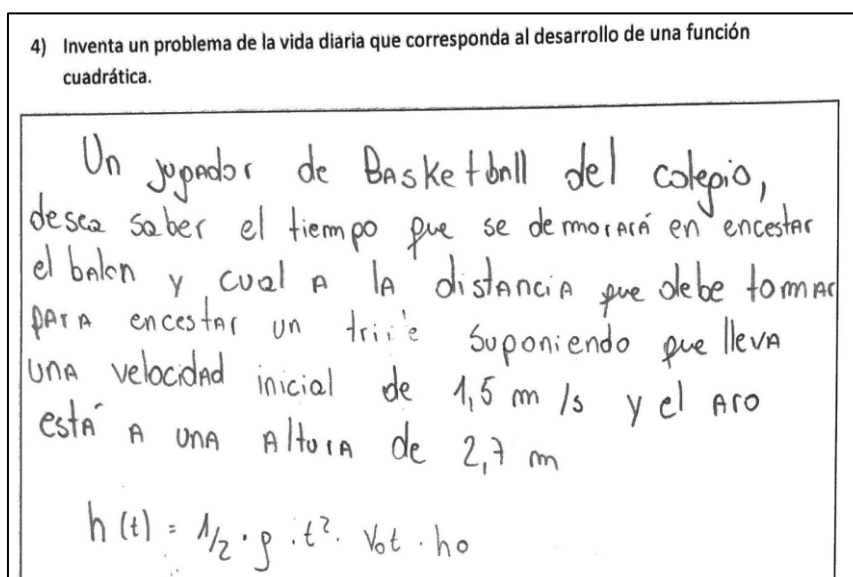 4) Inventa un problema de la vida diaria que corresponda al desarrollo de una función
cuadrática.
Un jugador de Basketball del colegio,
desea saber el tiempo que se demorará en encestar
el balon y cual a la distancia que debe tomar
para encestar un suponiendo que lleva
una velocidad inicial de 1,5 m/s y el aro
está a una altura de 2,7 m
h(t) = 1/2 · g · t² · Vot · ho